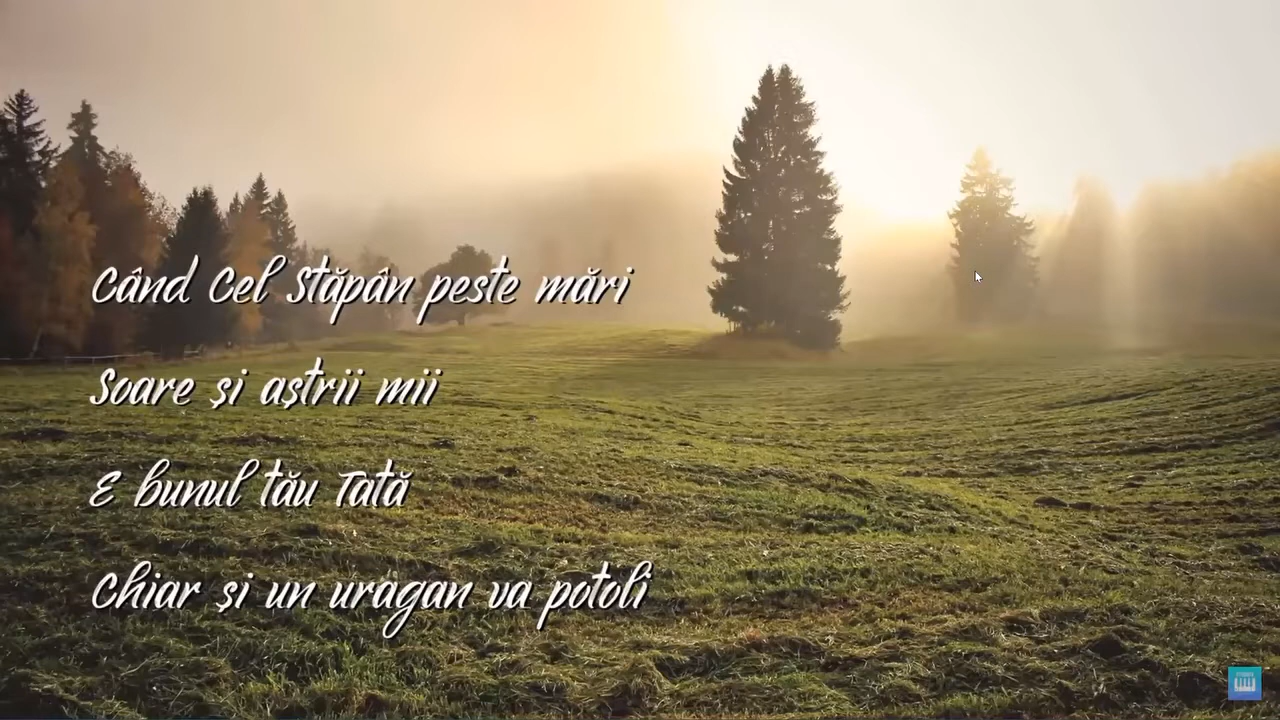 Când Cel Stăpân peste mări
Soare și aștrii mii
E bunul tău Tată
Chiar și un uragan va potoli